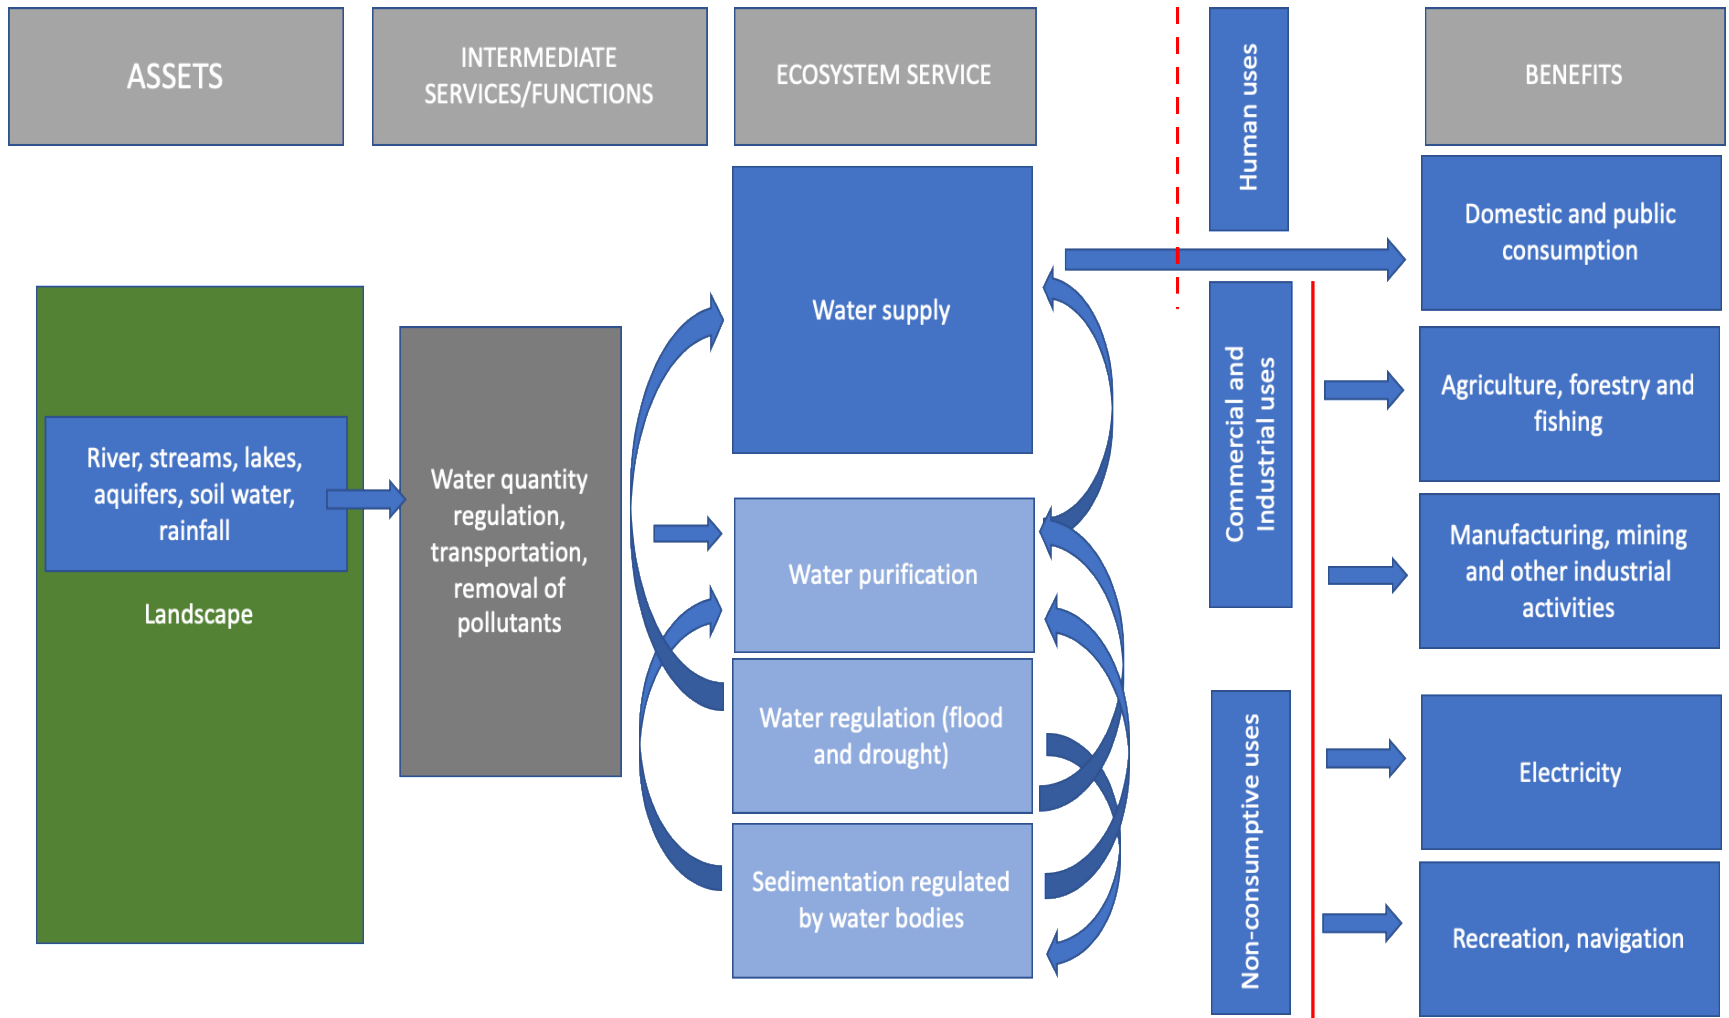 ASSETS
INTERMEDIATE
SERVICES/FUNCTIONS
ECOSYSTEM SERVICE
Human uses
BENEFITS
River, streams, lakes,
aquifers, soil water,
rainfall
Landscape
Water quantity
regulation,
transportation,
removal of
pollutants
Water supply
Water purification
Water regulation (flood
and drought)
Sedimentation regulated
by water bodies
Commercial and
Industrial uses
Non-consumptive uses
Domestic and public
consumption
Agriculture, forestry and
fishing
Manufacturing, mining
and other industrial
activities
Electricity
Recreation, navigation